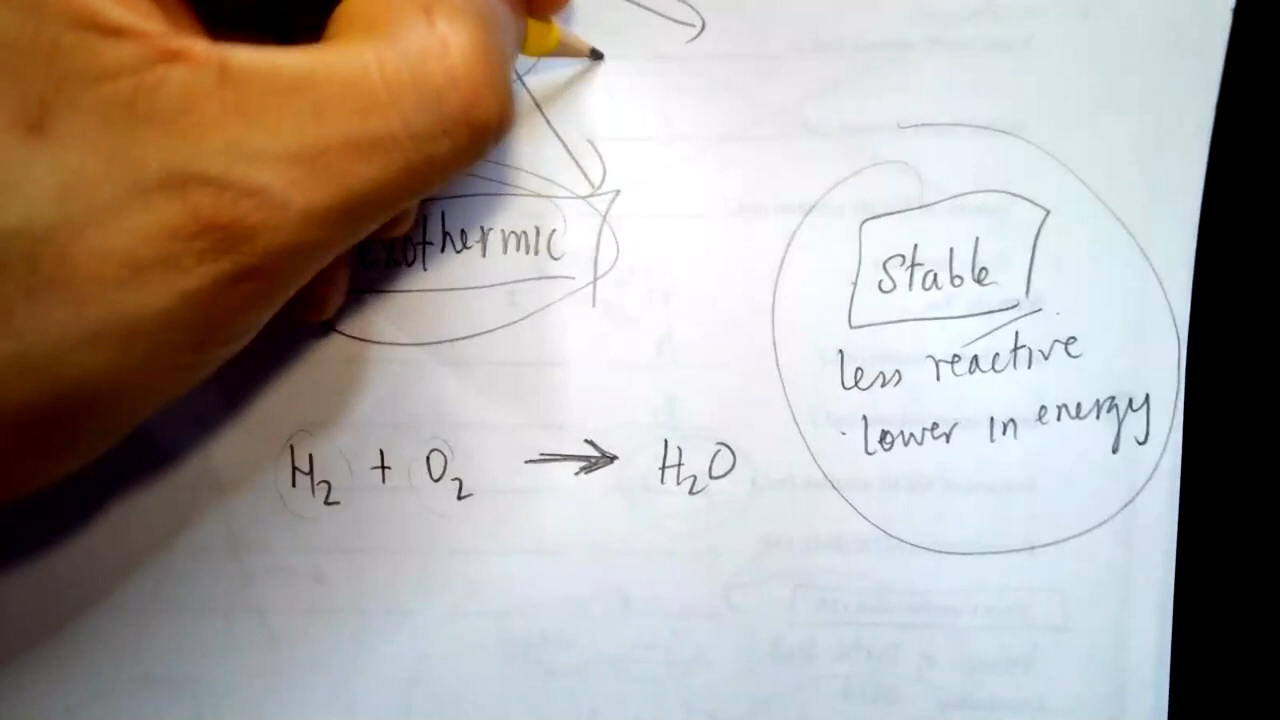 exothermic
Stable
less reactive
· lower in energy
H₂ + O₂ → H₂O